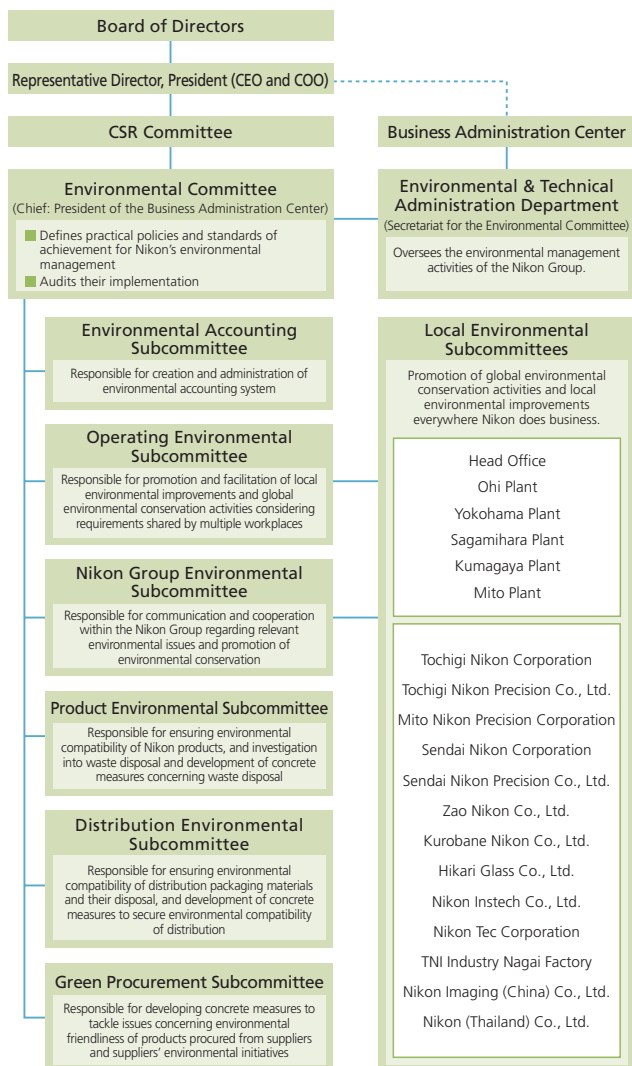 Board of Directors
Representative Director, President (CEO and COO)
CSR Committee
Business Administration Center
Environmental Committee
(Chief: President of the Business Administration Center)
Defines practical policies and standards of
achievement for Nikon's environmental
management
Audits their implementation
Environmental & Technical
Administration Department
(Secretariat for the Environmental Committee)
Oversees the environmental management
activities of the Nikon Group.
Environmental Accounting
Subcommittee
Responsible for creation and administration of
environmental accounting system
Operating Environmental
Subcommittee
Responsible for promotion and facilitation of local
environmental improvements and global
environmental conservation activities considering
requirements shared by multiple workplaces
Nikon Group Environmental
Subcommittee
Responsible for communication and cooperation
within the Nikon Group regarding relevant
environmental issues and promotion of
environmental conservation
Product Environmental Subcommittee
Responsible for ensuring environmental
compatibility of Nikon products, and investigation
into waste disposal and development of concrete
measures concerning waste disposal
Distribution Environmental
Subcommittee
Responsible for ensuring environmental
compatibility of distribution packaging materials
and their disposal, and development of concrete
measures to secure environmental compatibility
of distribution
Green Procurement Subcommittee
Responsible for developing concrete measures to
tackle issues concerning environmental
friendliness of products procured from suppliers
and suppliers' environmental initiatives
Local Environmental
Subcommittees
Promotion of global environmental
conservation activities and local
environmental improvements
everywhere Nikon does business.
Head Office
Ohi Plant
Yokohama Plant
Sagamihara Plant
Kumagaya Plant
Mito Plant
Tochigi Nikon Corporation
Tochigi Nikon Precision Co., Ltd.
Mito Nikon Precision Corporation
Sendai Nikon Corporation
Sendai Nikon Precision Co., Ltd.
Zao Nikon Co., Ltd.
Kurobane Nikon Co., Ltd.
Hikari Glass Co., Ltd.
Nikon Instech Co., Ltd.
Nikon Tec Corporation
TNI Industry Nagai Factory
Nikon Imaging (China) Co., Ltd.
Nikon (Thailand) Co., Ltd.